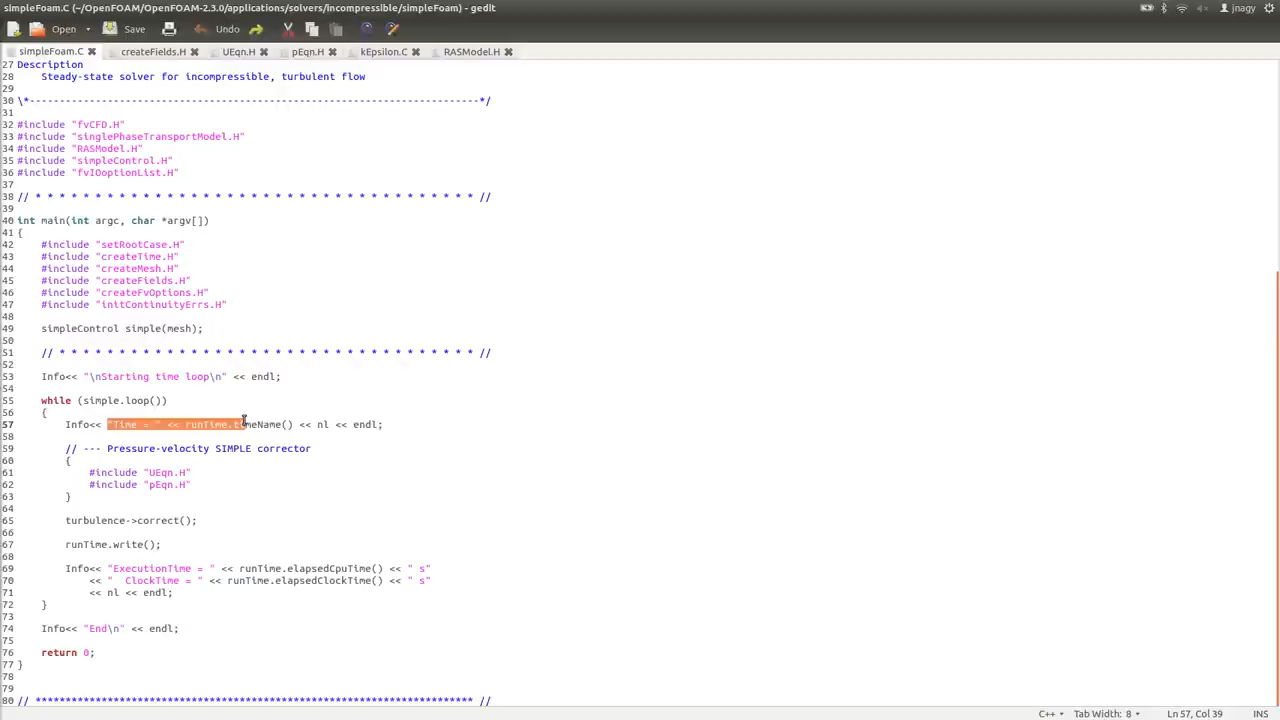 simpleFoam.C (~/OpenFOAM/OpenFOAM-2.3.0/applications/solvers/incompressible/simpleFoam) - gedit
jnagy
Open Save Undo
simpleFoam.C createFields.H UEqn.H pEqn.H kEpsilon.C RASModel.H
27 Description
28     Steady-state solver for incompressible, turbulent flow
29
30 \*---------------------------------------------------------------------------*/
31
32 #include "fvCFD.H"
33 #include "singlePhaseTransportModel.H"
34 #include "RASModel.H"
35 #include "simpleControl.H"
36 #include "fvIOoptionList.H"
37
38 // * * * * * * * * * * * * * * * * * * * * * * * * * * * * * * * * * * * * * //
39
40 int main(int argc, char *argv[])
41 {
42     #include "setRootCase.H"
43     #include "createTime.H"
44     #include "createMesh.H"
45     #include "createFields.H"
46     #include "createFvOptions.H"
47     #include "initContinuityErrs.H"
48
49     simpleControl simple(mesh);
50
51     // * * * * * * * * * * * * * * * * * * * * * * * * * * * * * * * * * * * //
52
53     Info<< "\nStarting time loop\n" << endl;
54
55     while (simple.loop())
56     {
57         Info<< "Time = " << runTime.timeName() << nl << endl;
58
59         // --- Pressure-velocity SIMPLE corrector
60         {
61             #include "UEqn.H"
62             #include "pEqn.H"
63         }
64
65         turbulence->correct();
66
67         runTime.write();
68
69         Info<< "ExecutionTime = " << runTime.elapsedCpuTime() << " s"
70             << "  ClockTime = " << runTime.elapsedClockTime() << " s"
71             << nl << endl;
72     }
73
74     Info<< "End\n" << endl;
75
76     return 0;
77 }
78
79
80 // ************************************************************************* //
C++ Tab Width: 8 Ln 57, Col 39 INS